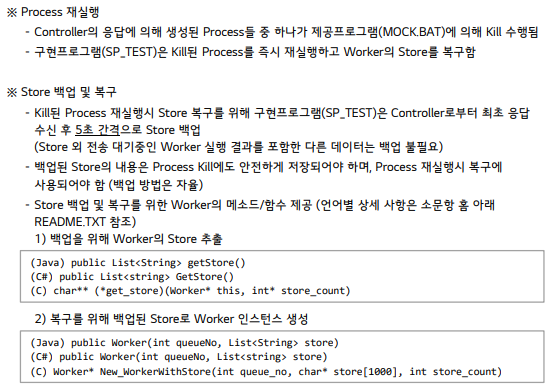 ※ Process 재실행
- Controller의 응답에 의해 생성된 Process들 중 하나가 제공프로그램(MOCK.BAT)에 의해 Kill 수행됨
- 구현프로그램(SP_TEST)은 Kill된 Process를 즉시 재실행하고 Worker의 Store를 복구함
※ Store 백업 및 복구
- Kill된 Process 재실행시 Store 복구를 위해 구현프로그램(SP_TEST)은 Controller로부터 최초 응답
수신 후 5초 간격으로 Store 백업
(Store 외 전송 대기중인 Worker 실행 결과를 포함한 다른 데이터는 백업 불필요)
- 백업된 Store의 내용은 Process Kill에도 안전하게 저장되어야 하며, Process 재실행시 복구에
사용되어야 함 (백업 방법은 자율)
- Store 백업 및 복구를 위한 Worker의 메소드/함수 제공 (언어별 상세 사항은 소문항 홈 아래
README.TXT 참조)
1) 백업을 위해 Worker의 Store 추출
(Java) public List<String> getStore()
(C#) public List<string> GetStore()
(C) char** (*get_store)(Worker* this, int* store_count)
2) 복구를 위해 백업된 Store로 Worker 인스턴스 생성
(Java) public Worker(int queueNo, List<String> store)
(C#) public Worker(int queueNo, List<string> store)
(C) Worker* New_WorkerWithStore(int queue_no, char* store[1000], int store_count)